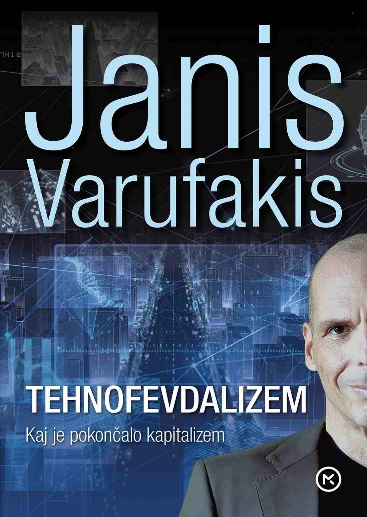 Janis
Varufakis
TEHNOFEVDALIZEM
Kaj je pokončalo kapitalizem